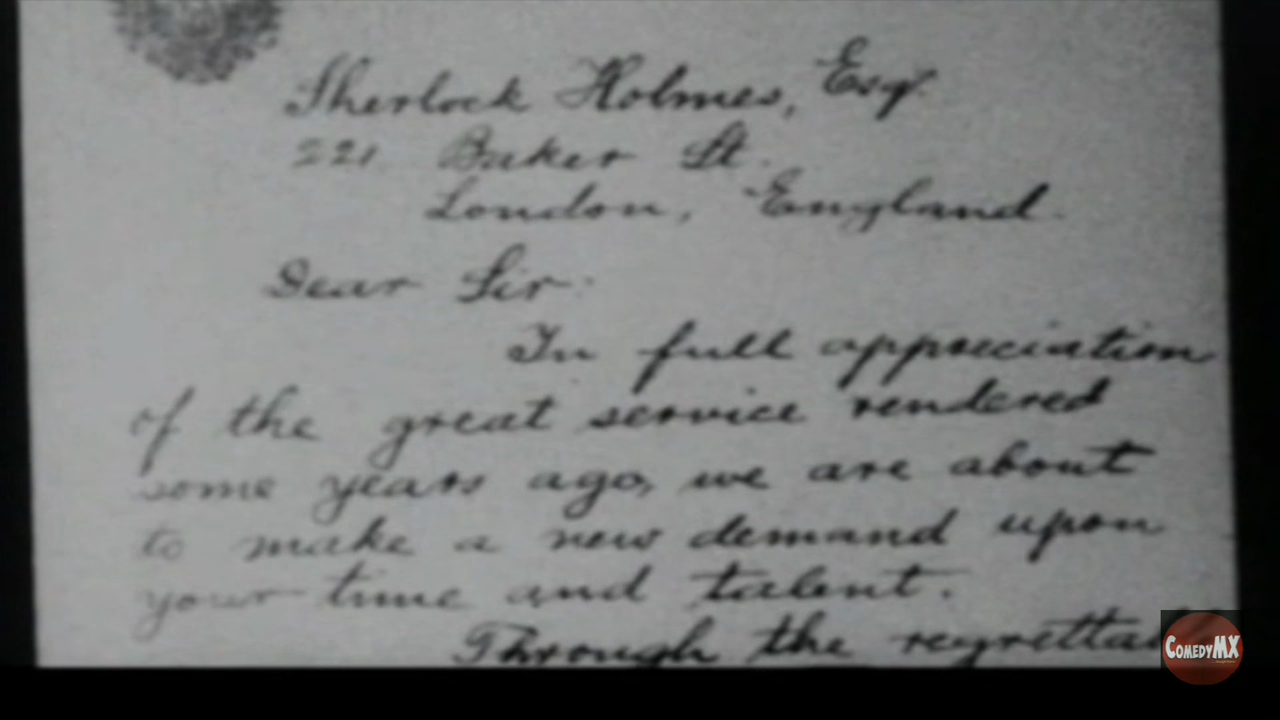 Sherlock Holmes, Esq.
221 Baker St.
London, England.
Dear Sir:
In full appreciation
of the great service rendered
some years ago, we are about
to make a new demand upon
your time and talent.
Through the
COMEDYMX